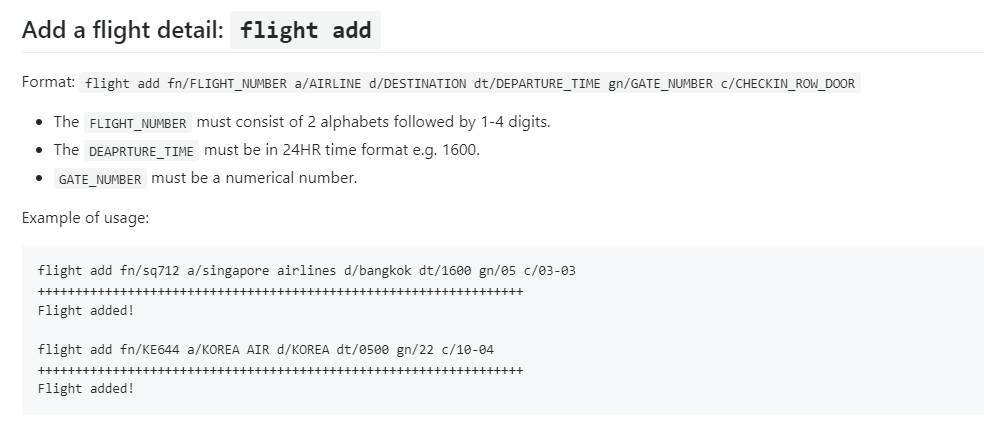 Add a flight detail: flight add
Format: flight add fn/FLIGHT_NUMBER a/AIRLINE d/DESTINATION dt/DEPARTURE_TIME gn/GATE_NUMBER c/CHECKIN_ROW_DOOR
• The FLIGHT_NUMBER must consist of 2 alphabets followed by 1-4 digits.
• The DEAPRTURE_TIME must be in 24HR time format e.g. 1600.
• GATE_NUMBER must be a numerical number.
Example of usage:
flight add fn/sq712 a/singapore airlines d/bangkok dt/1600 gn/05 c/03-03
+++++++++++++++++++++++++++++++++++++++++++++++++++++++++++++++++
Flight added!
flight add fn/KE644 a/KOREA AIR d/KOREA dt/0500 gn/22 c/10-04
+++++++++++++++++++++++++++++++++++++++++++++++++++++++++++++++++
Flight added!